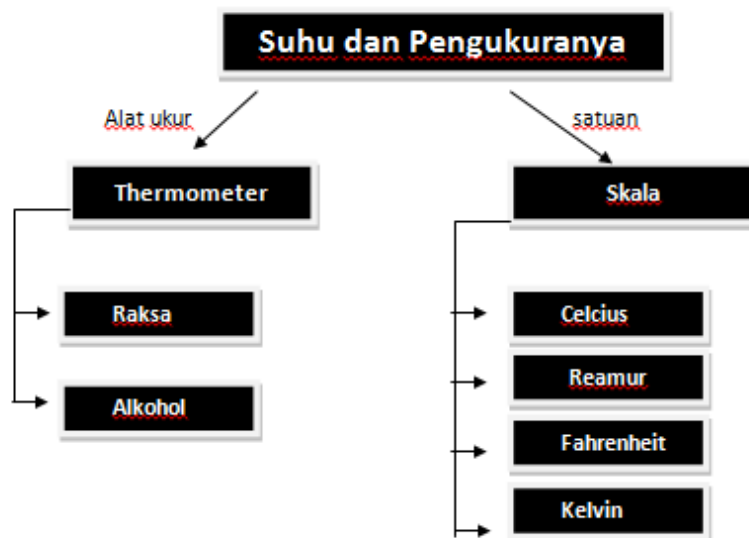 Suhu dan Pengukuranya
Alat ukur
satuan
Thermometer
Skala
Raksa
Alkohol
Celcius
Reamur
Fahrenheit
Kelvin